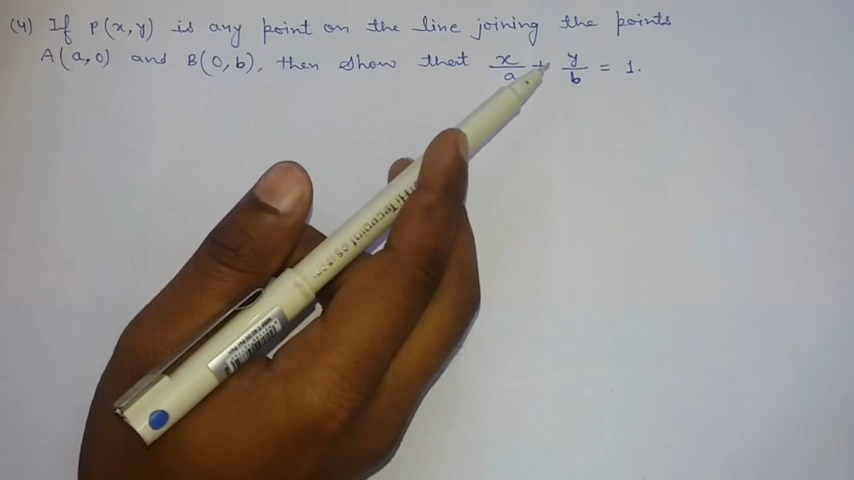 (4) If P(x,y) is any point on the line joining the points
A(a,0) and B(0,b), then show that x/a + y/b = 1.